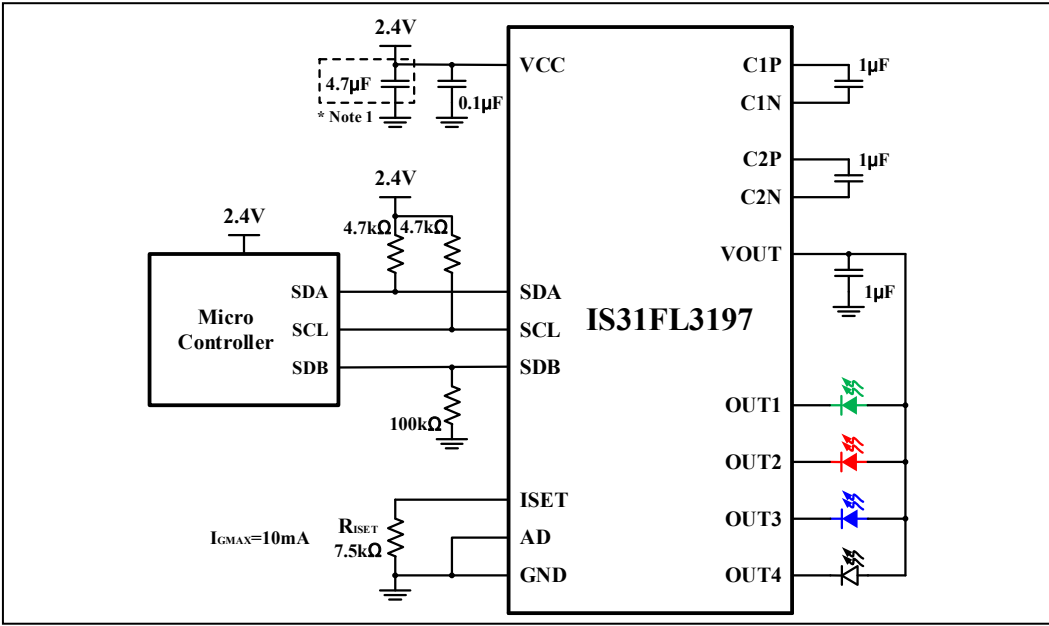 2.4V
4.7µF
* Note 1
0.1µF
VCC
C1P
1µF
C1N
C2P
1µF
C2N
2.4V
4.7kΩ
4.7kΩ
2.4V
VOUT
1µF
Micro
Controller
SDA
SCL
SDB
SDA
SCL
SDB
IS31FL3197
100kΩ
OUT1
OUT2
OUT3
OUT4
ISET
AD
GND
IGMAX=10mA
RISET
7.5kΩ